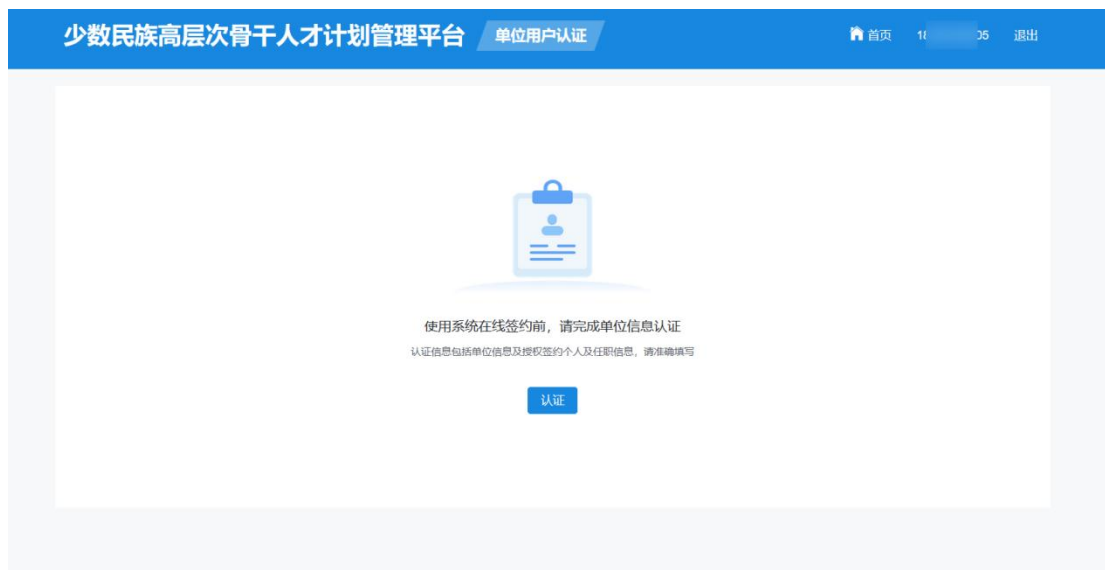 少数民族高层次骨干人才计划管理平台 单位用户认证 首页 18 05 退出
使用系统在线签约前，请完成单位信息认证
认证信息包括单位信息及授权签约个人及任职信息，请准确填写
认证